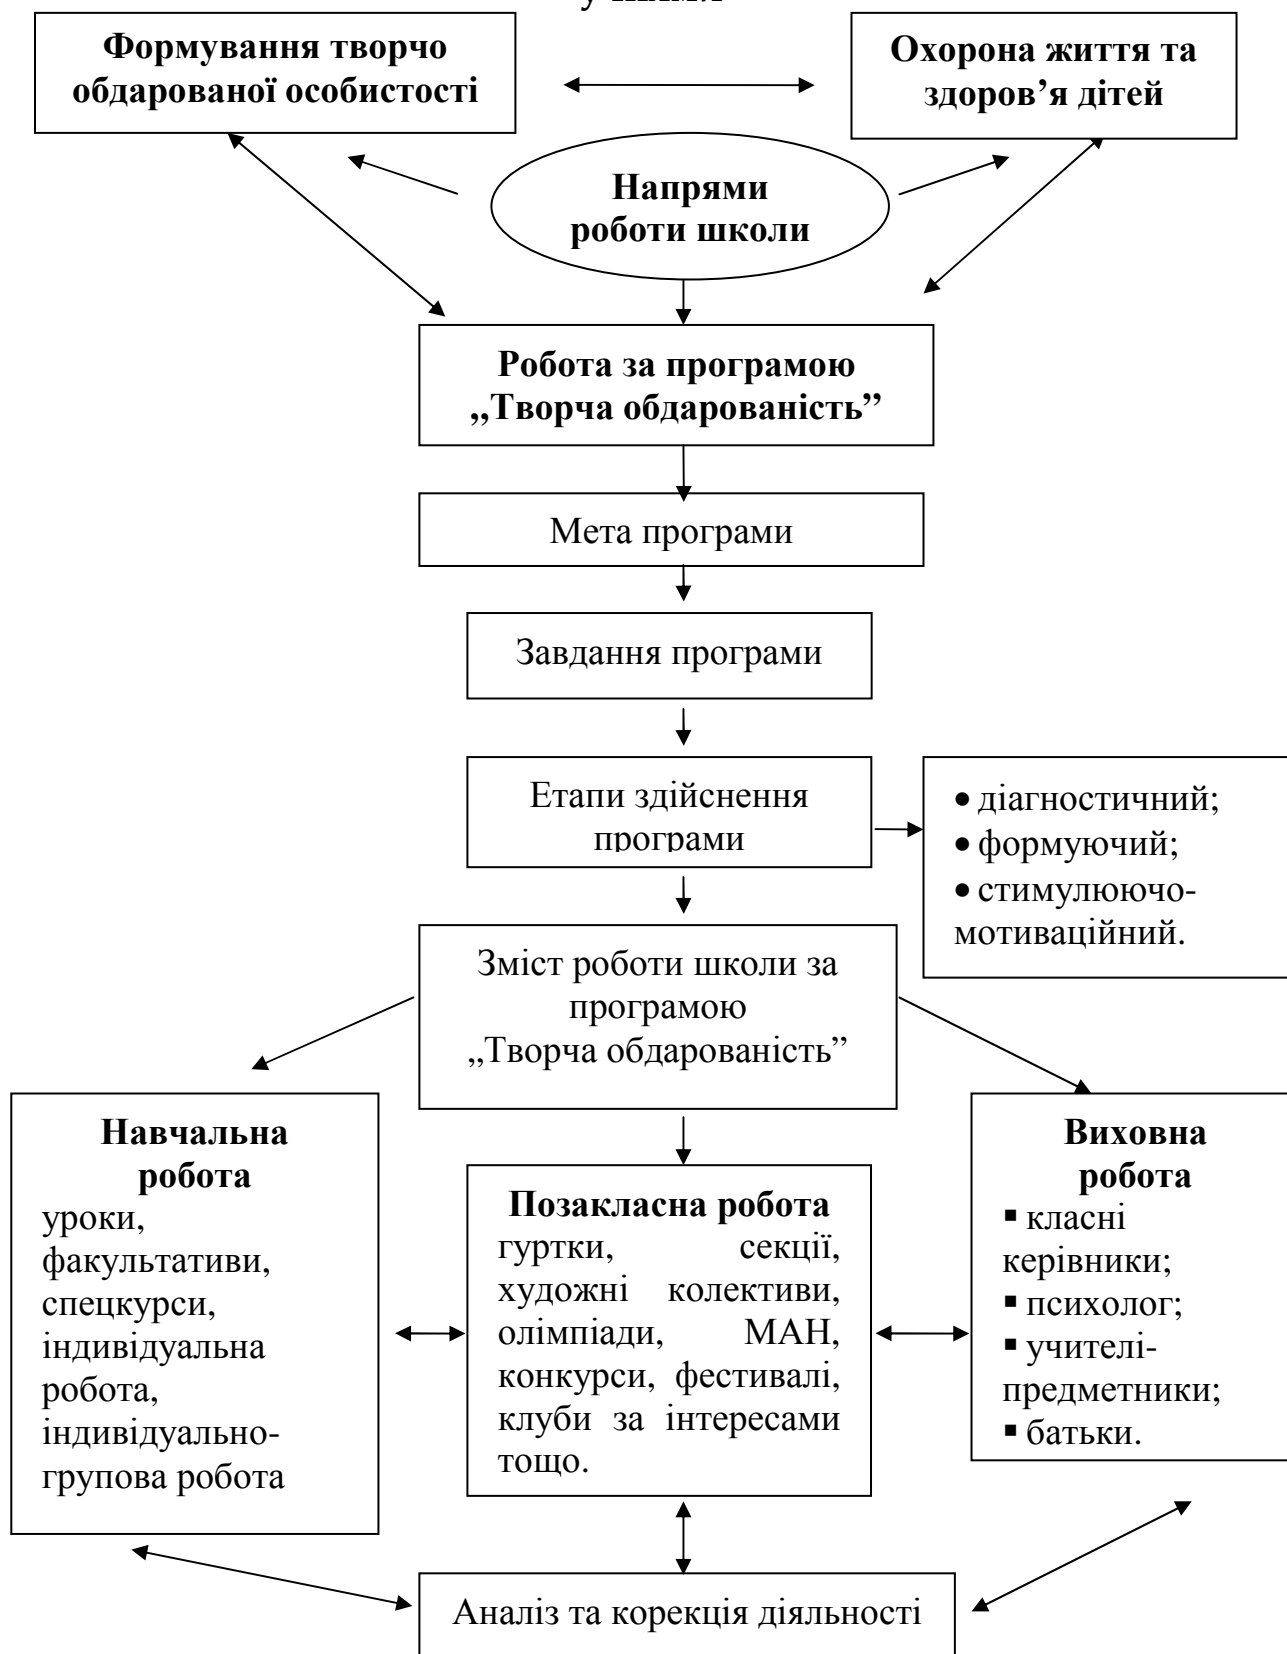 Формування творчо
обдарованої особистості
Охорона життя та
здоров’я дітей
Напрями
роботи школи
Робота за програмою
„Творча обдарованість”
Мета програми
Завдання програми
Етапи здійснення
програми
• діагностичний;
• формуючий;
• стимулюючо-
мотиваційний.
Зміст роботи школи за
програмою
„Творча обдарованість”
Навчальна
робота
уроки,
факультативи,
спецкурси,
індивідуальна
робота,
індивідуально-
групова робота
Позакласна робота
гуртки, секції,
художні колективи,
олімпіади, МАН,
конкурси, фестивалі,
клуби за інтересами
тощо.
Виховна
робота
▪ класні
керівники;
▪ психолог;
▪ учителі-
предметники;
▪ батьки.
Аналіз та корекція діяльності